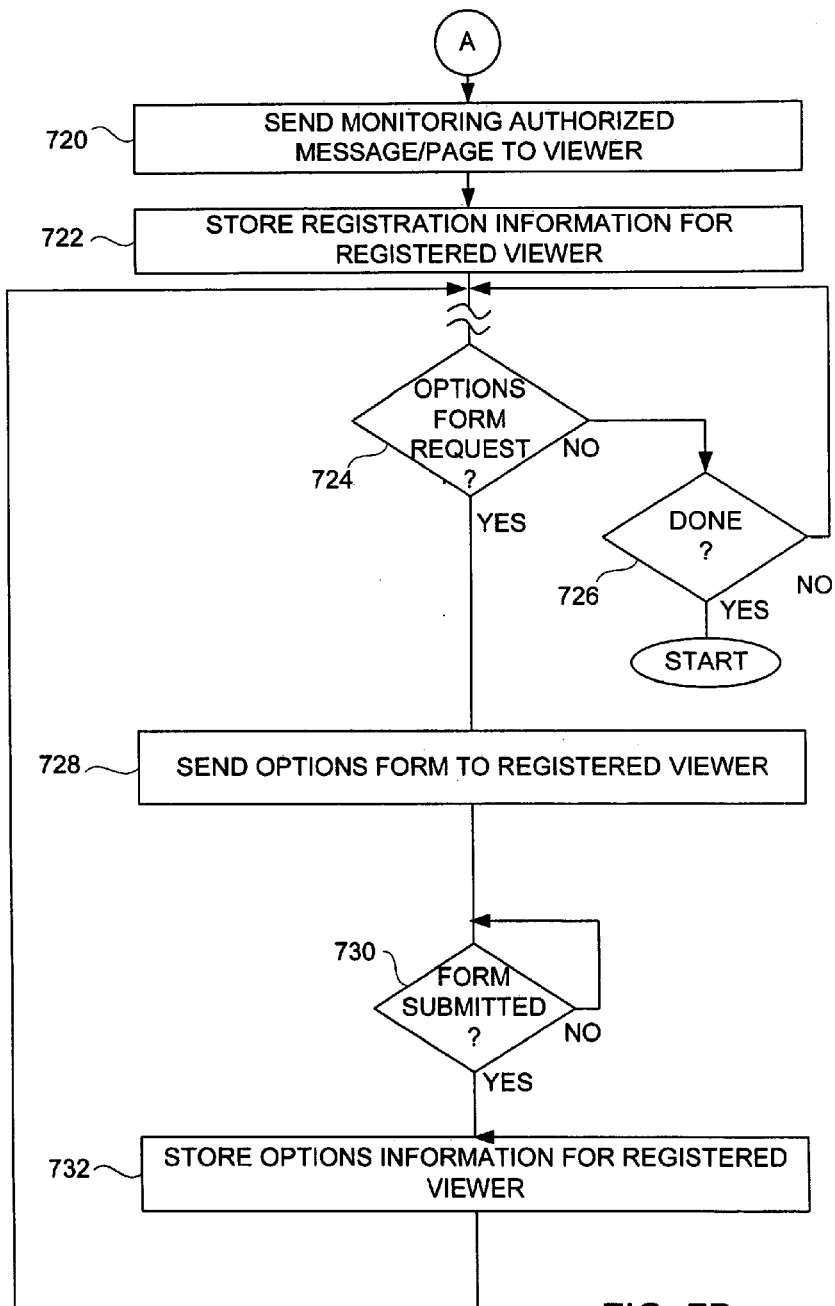 A
720
SEND MONITORING AUTHORIZED
MESSAGE/PAGE TO VIEWER
722
STORE REGISTRATION INFORMATION FOR
REGISTERED VIEWER
OPTIONS
FORM
REQUEST
?
724
NO
YES
DONE
?
726
NO
YES
START
728
SEND OPTIONS FORM TO REGISTERED VIEWER
730
FORM
SUBMITTED
?
NO
YES
732
STORE OPTIONS INFORMATION FOR REGISTERED
VIEWER